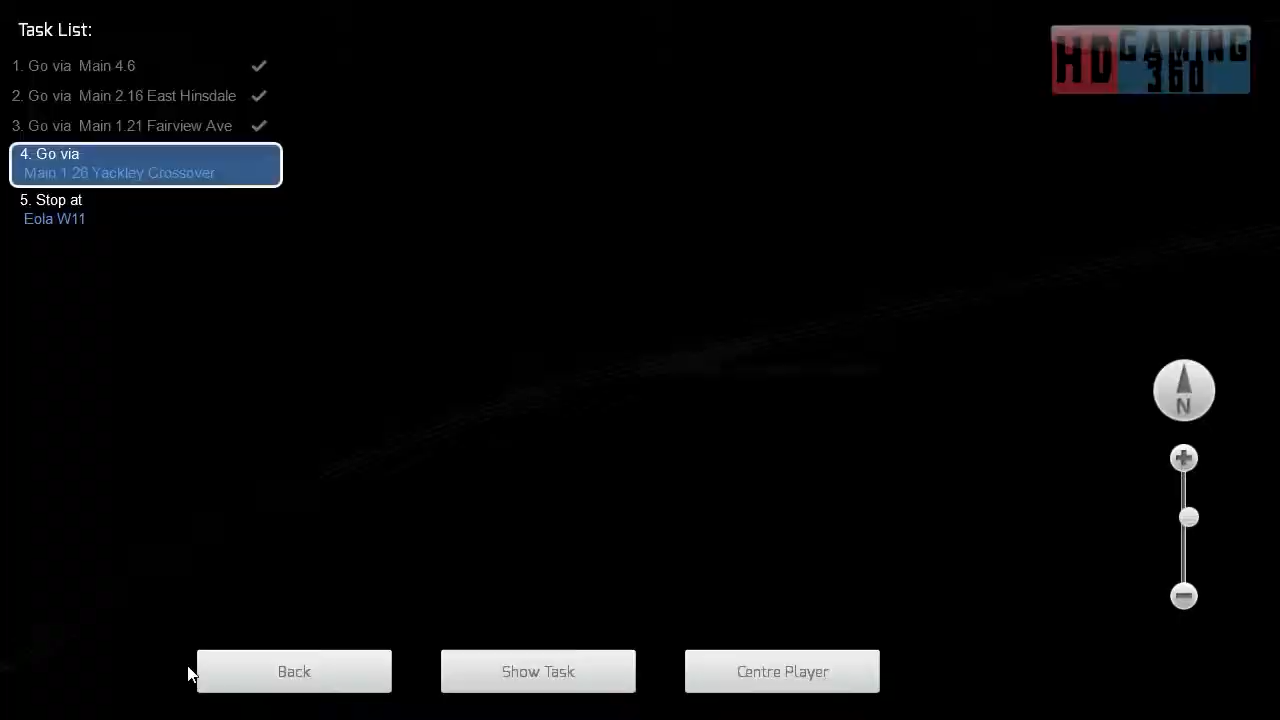 Task List:
1. Go via Main 4.6
2. Go via Main 2.16 East Hinsdale
3. Go via Main 1.21 Fairview Ave
4. Go via
Main 1.26 Yackley Crossover
5. Stop at
Eola W11
HD GAMING
360
N
Back
Show Task
Centre Player